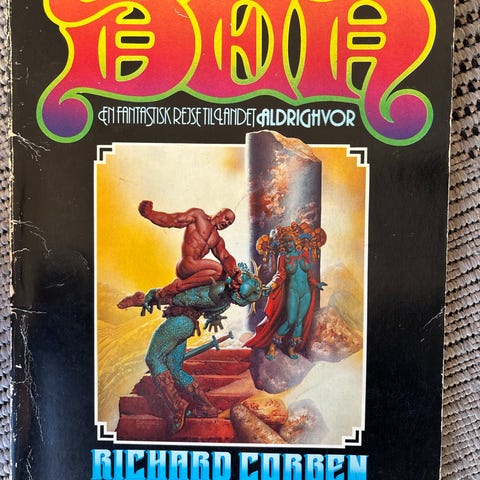 DEN
EN FANTASTISK REJSE TIL LANDET ALDRIGHVOR
RICHARD CORBEN